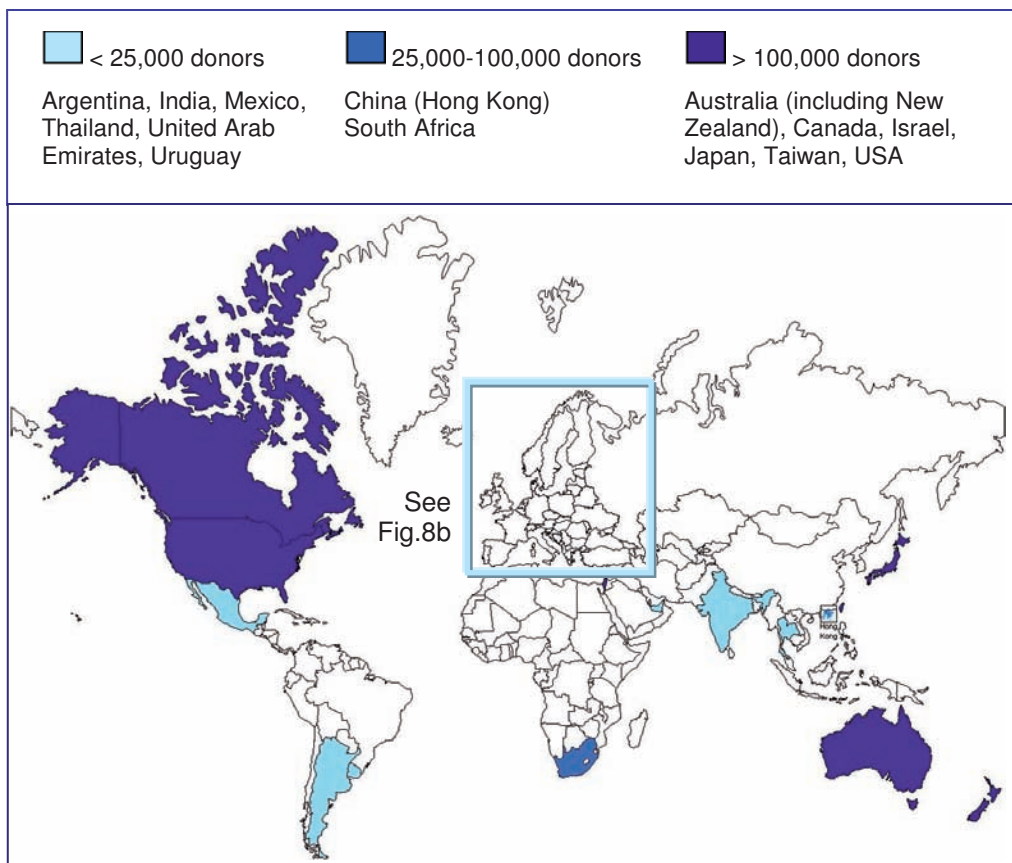 < 25,000 donors
Argentina, India, Mexico,
Thailand, United Arab
Emirates, Uruguay
25,000-100,000 donors
China (Hong Kong)
South Africa
> 100,000 donors
Australia (including New
Zealand), Canada, Israel,
Japan, Taiwan, USA
See
Fig.8b
Hong
Kong